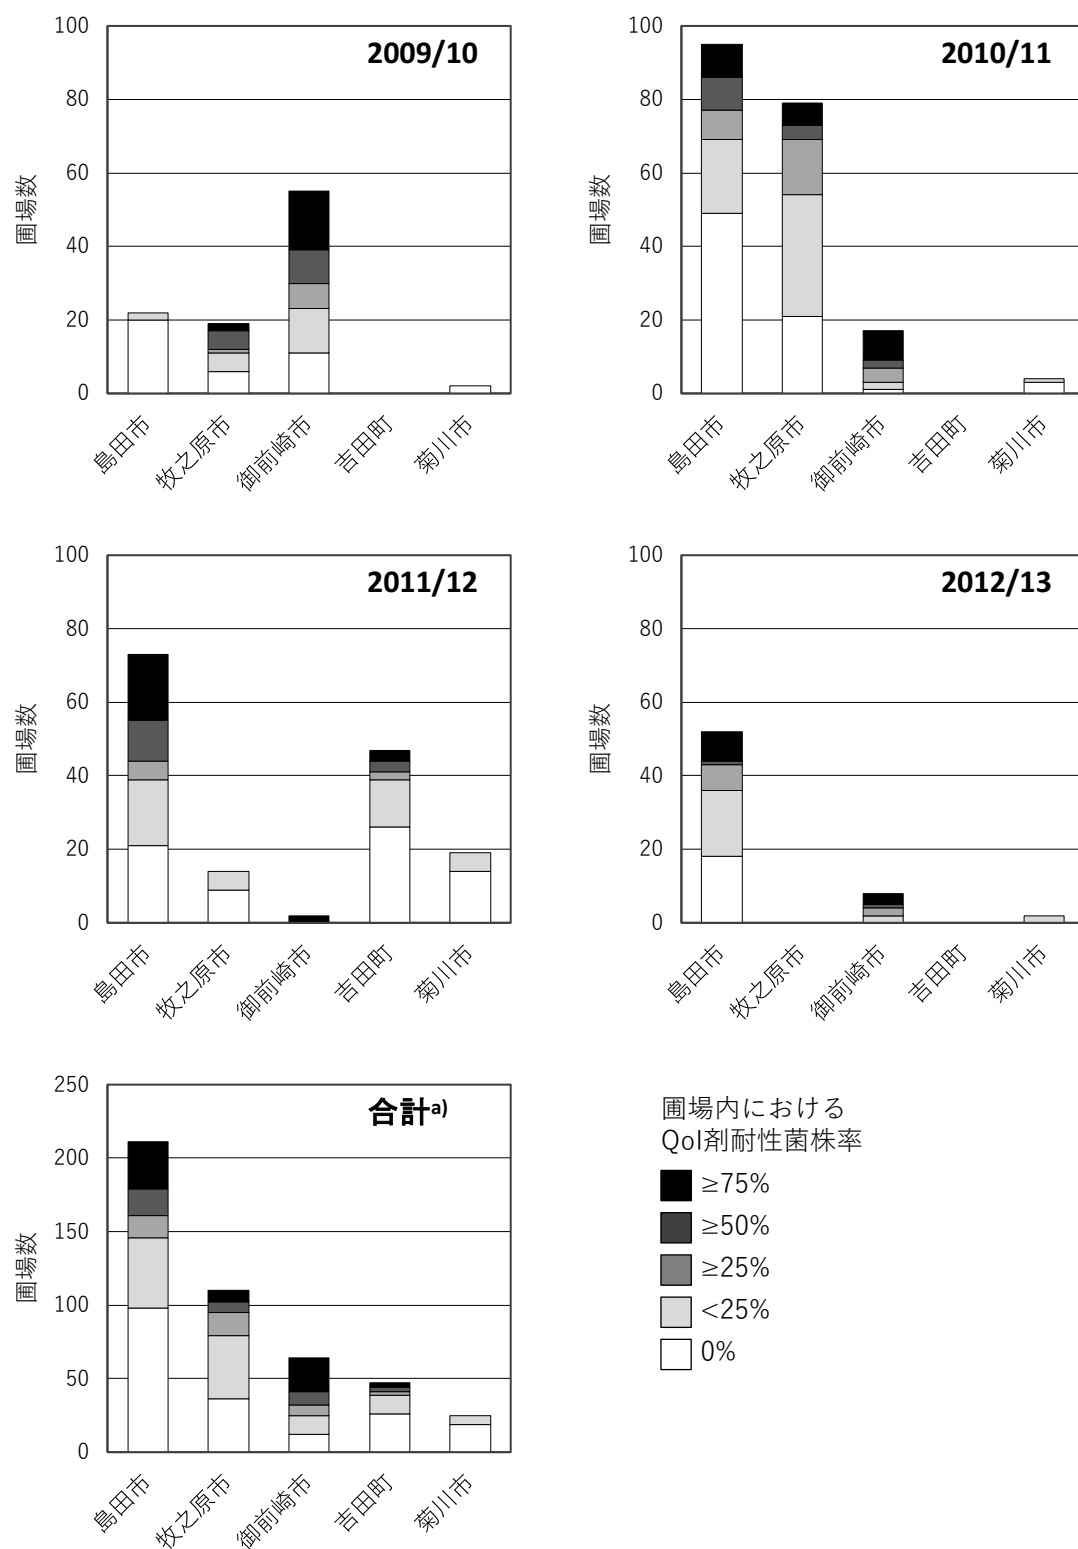 2009/10
圃場数
100
80
60
40
20
0
島田市
牧之原市
御前崎市
吉田町
菊川市
2010/11
圃場数
100
80
60
40
20
0
島田市
牧之原市
御前崎市
吉田町
菊川市
2011/12
圃場数
100
80
60
40
20
0
島田市
牧之原市
御前崎市
吉田町
菊川市
2012/13
圃場数
100
80
60
40
20
0
島田市
牧之原市
御前崎市
吉田町
菊川市
合計a)
圃場数
250
200
150
100
50
0
島田市
牧之原市
御前崎市
吉田町
菊川市
圃場内における
QoI剤耐性菌株率
≥75%
≥50%
≥25%
<25%
0%